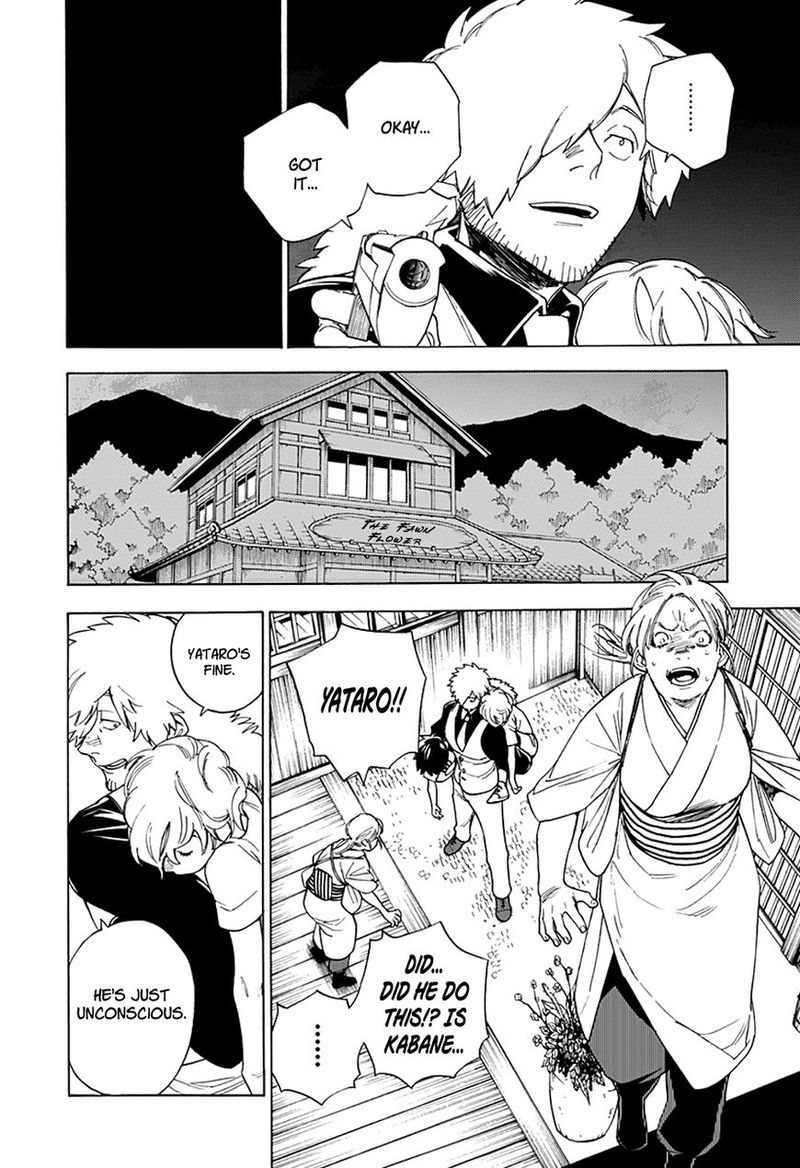 ........
OKAY...
GOT
IT...
THE FAWN
FLOWER
YATARO!!
DID...
DID HE DO
THIS!? IS
KABANE...
......
YATARO'S
FINE.
HE'S JUST
UNCONSCIOUS.